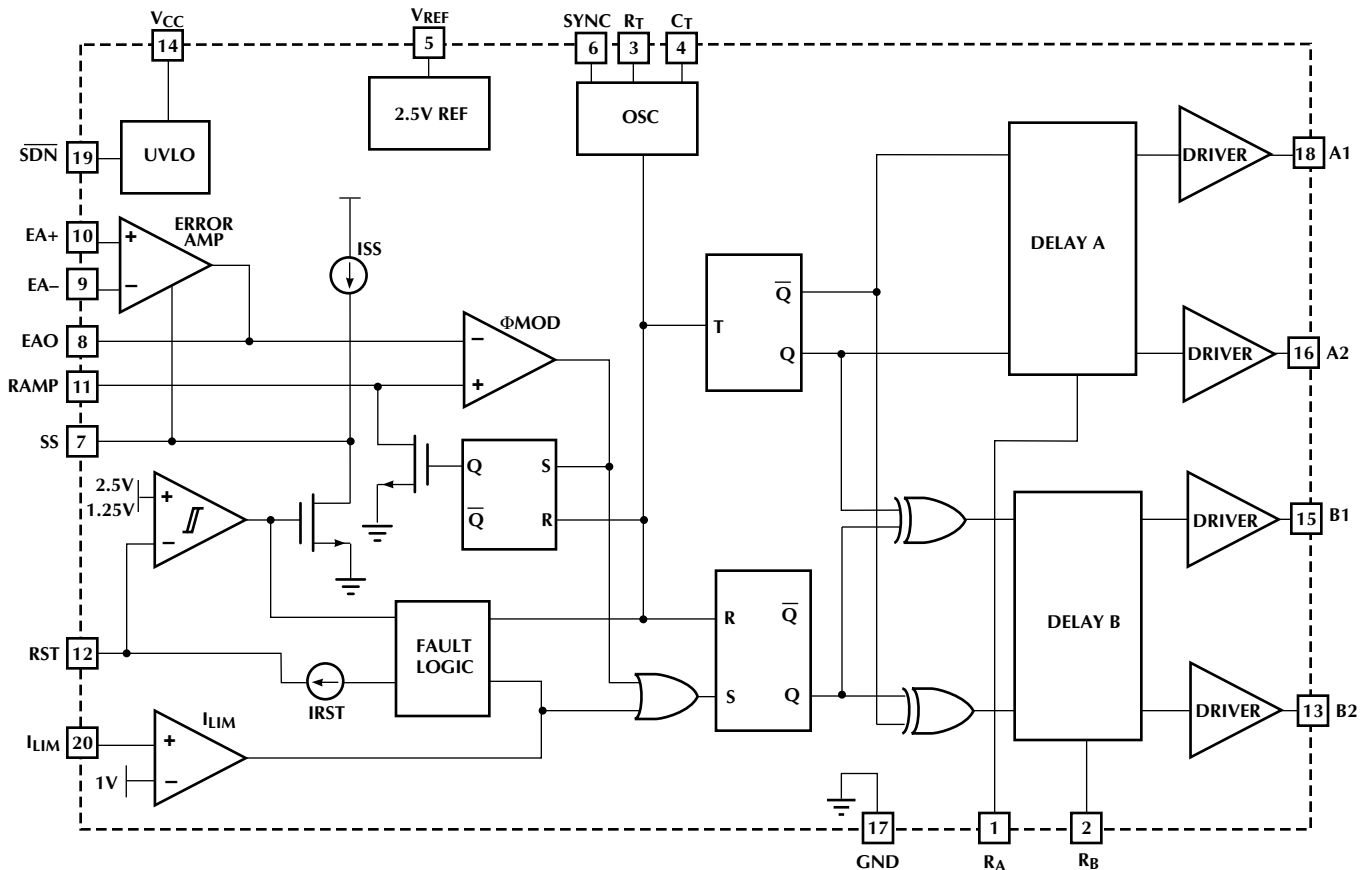 VCC
14
VREF
5
SYNC
6
RT
3
CT
4
2.5V REF
OSC
SDN
19
UVLO
DRIVER
18
A1
EA+
10
ERROR
AMP
+
−
EA−
9
ISS
DELAY A
EAO
8
ΦMOD
−
+
T
Q
Q
DRIVER
16
A2
RAMP
11
SS
7
Q
S
Q
R
2.5V
1.25V
+
−
DRIVER
15
B1
R
Q
S
Q
DELAY B
RST
12
FAULT
LOGIC
IRST
ILIM
20
ILIM
+
−
1V
DRIVER
13
B2
17
GND
1
RA
2
RB